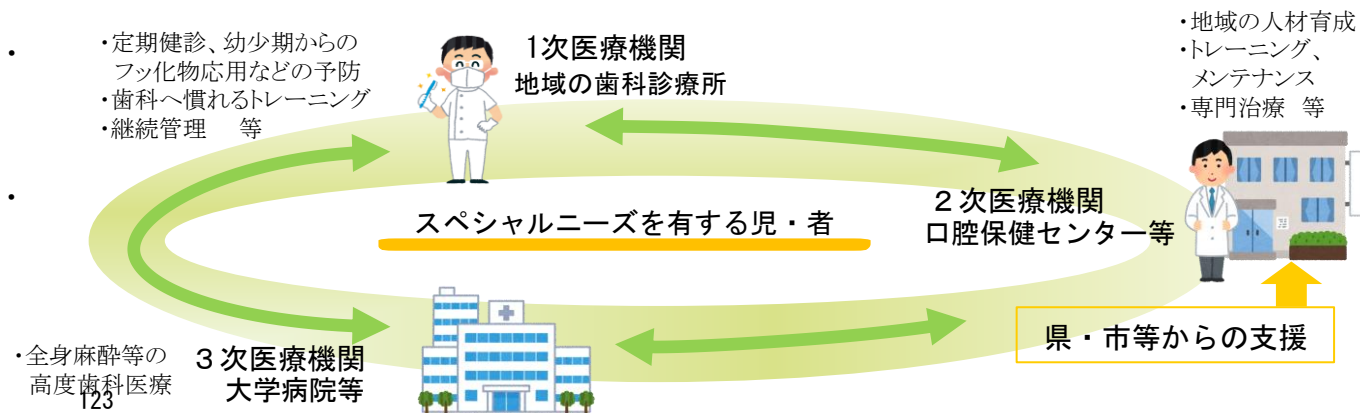 ・
・定期健診、幼少期からの
フッ化物応用などの予防
・歯科へ慣れるトレーニング
・継続管理　等
1次医療機関
地域の歯科診療所
・地域の人材育成
・トレーニング、
メンテナンス
・専門治療　等
・
スペシャルニーズを有する児・者
２次医療機関
口腔保健センター等
県・市等からの支援
・全身麻酔等の
高度歯科医療
３次医療機関
大学病院等
123